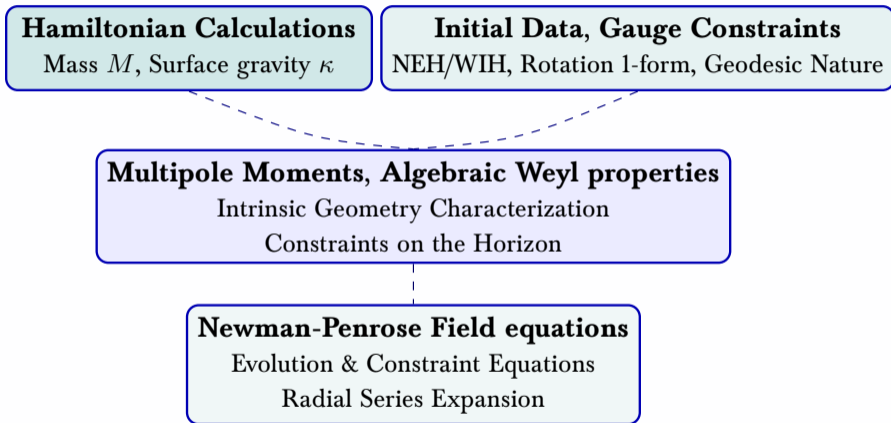 Hamiltonian Calculations
Mass M, Surface gravity κ
Initial Data, Gauge Constraints
NEH/WIH, Rotation 1-form, Geodesic Nature
Multipole Moments, Algebraic Weyl properties
Intrinsic Geometry Characterization
Constraints on the Horizon
Newman-Penrose Field equations
Evolution & Constraint Equations
Radial Series Expansion